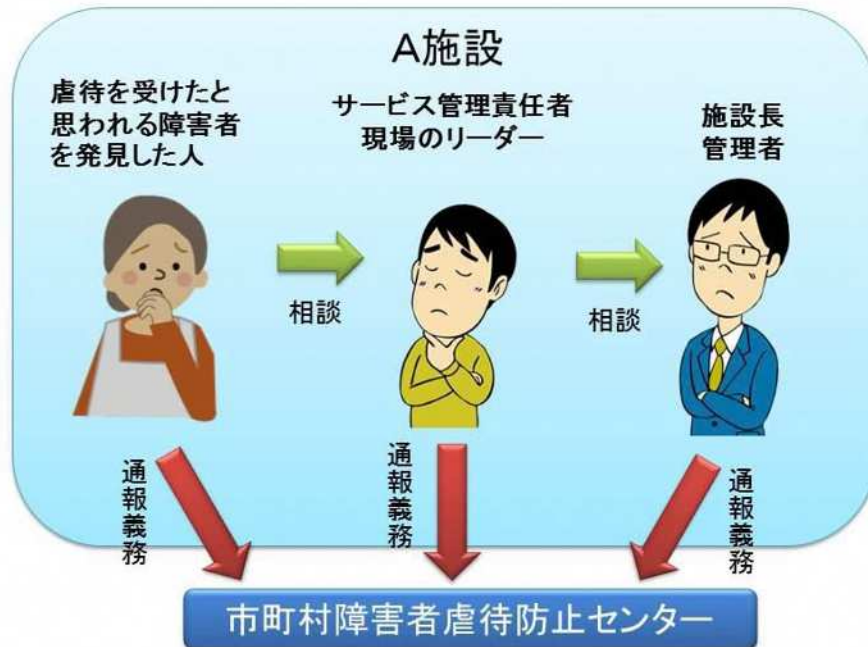 A施設
虐待を受けたと
思われる障害者
を発見した人
サービス管理責任者
現場のリーダー
施設長
管理者
相談
相談
通報義務
通報義務
通報義務
市町村障害者虐待防止センター